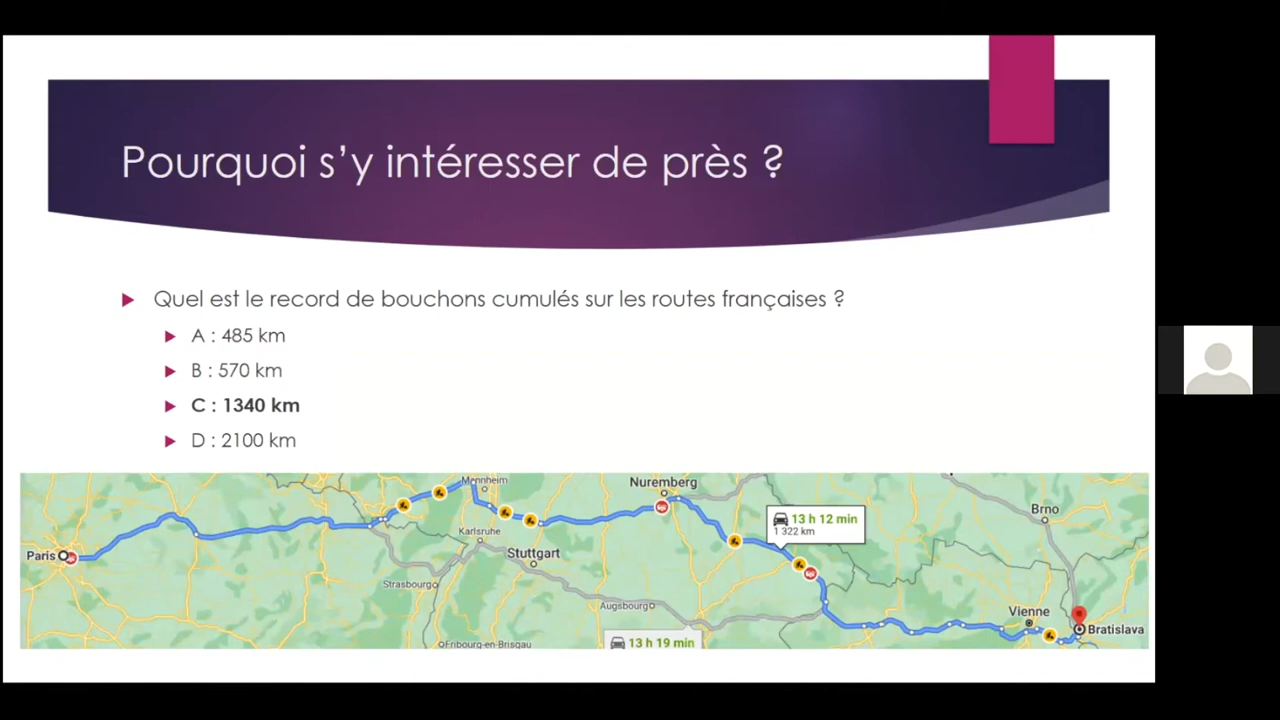 Pourquoi s'y intéresser de près ?
Quel est le record de bouchons cumulés sur les routes françaises ?
A : 485 km
B : 570 km
C : 1340 km
D : 2100 km
Mannheim
Nuremberg
Brno
13 h 12 min
1 322 km
Karlsruhe
Paris
Stuttgart
Strasbourg
Augsbourg
Vienne
Bratislava
13 h 19 min
Fribourg-en-Brisgau